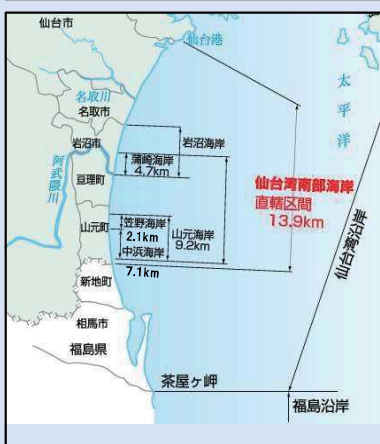 仙台市
仙台港
太平洋
名取川
名取市
岩沼市
岩沼海岸
阿武隈川
蒲崎海岸
4.7km
亘理町
仙台湾南部海岸
直轄区間
13.9km
仙台湾沿岸
笠野海岸
2.1km
山元町
山元海岸
9.2km
中浜海岸
7.1km
新地町
相馬市
福島県
茶屋ヶ岬
福島沿岸